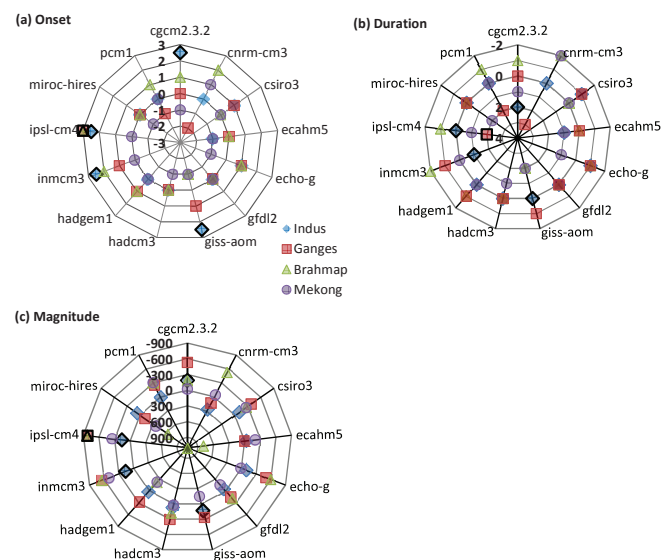 (a) Onset
cgcm2.3.2
pcm1
cnrm-cm3
miroc-hires
csiro3
ipsl-cm4
ecahm5
inmcm3
echo-g
hadgem1
gfdl2
hadcm3
giss-aom
3
2
1
0
-1
-2
-3
(b) Duration
cgcm2.3.2
pcm1
cnrm-cm3
miroc-hires
csiro3
ipsl-cm4
ecahm5
inmcm3
echo-g
hadgem1
gfdl2
hadcm3
giss-aom
-2
0
2
4
Indus
Ganges
Brahmap
Mekong
(c) Magnitude
cgcm2.3.2
pcm1
cnrm-cm3
miroc-hires
csiro3
ipsl-cm4
ecahm5
inmcm3
echo-g
hadgem1
gfdl2
hadcm3
giss-aom
-900
-600
-300
0
300
600
900